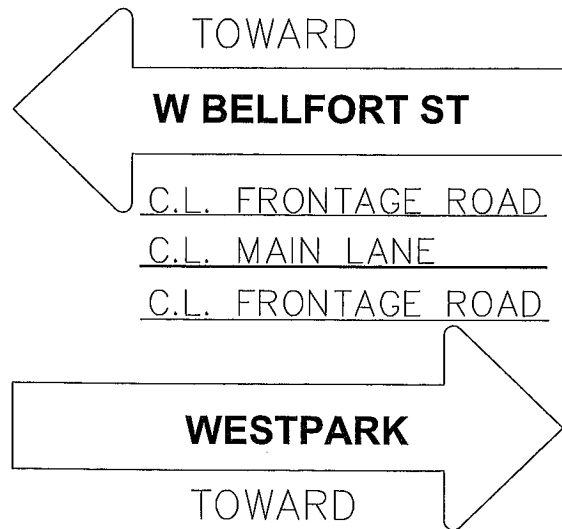 TOWARD
W BELLFORT ST
C.L. FRONTAGE ROAD
C.L. MAIN LANE
C.L. FRONTAGE ROAD
WESTPARK
TOWARD